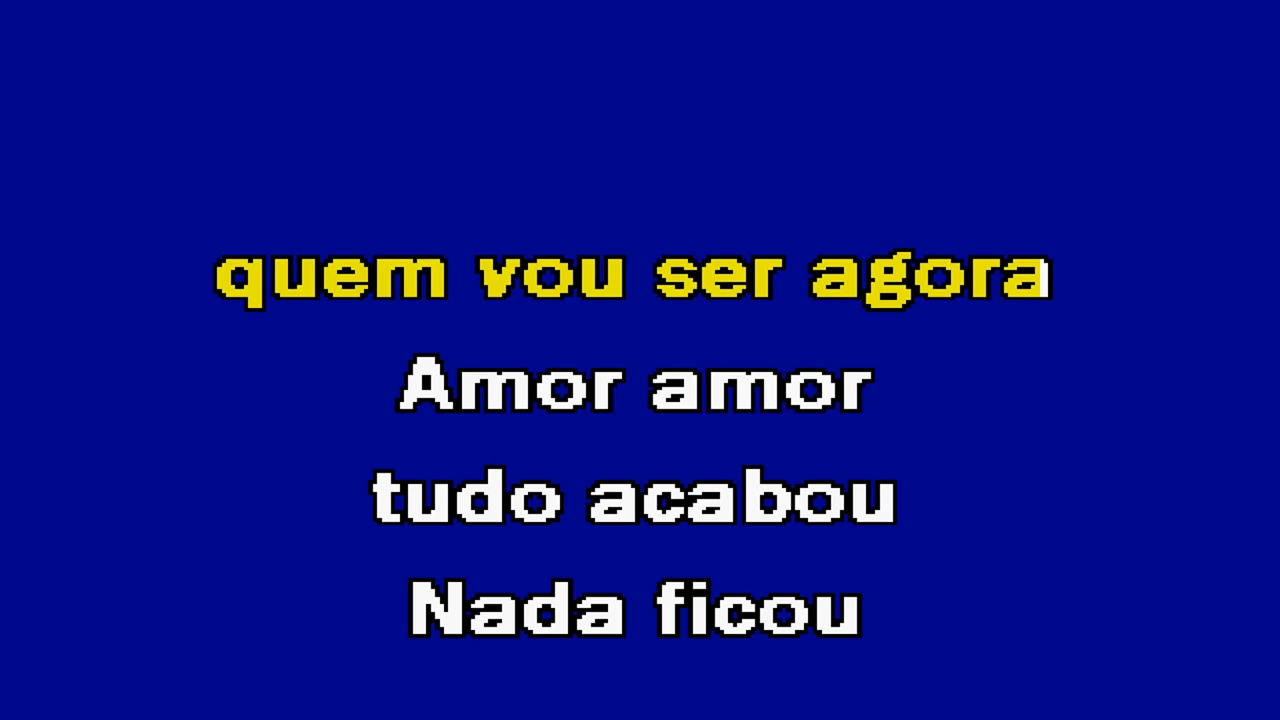 quem vou ser agora
Amor amor
tudo acabou
Nada ficou